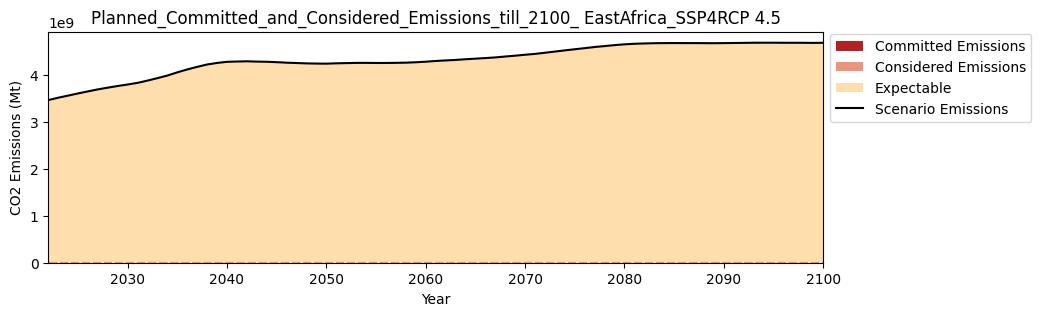 Planned_Committed_and_Considered_Emissions_till_2100_ EastAfrica_SSP4RCP 4.5
1e9
4
3
2
1
0
CO2 Emissions (Mt)
2030 2040 2050 2060 2070 2080 2090 2100
Year
Committed Emissions
Considered Emissions
Expectable
Scenario Emissions